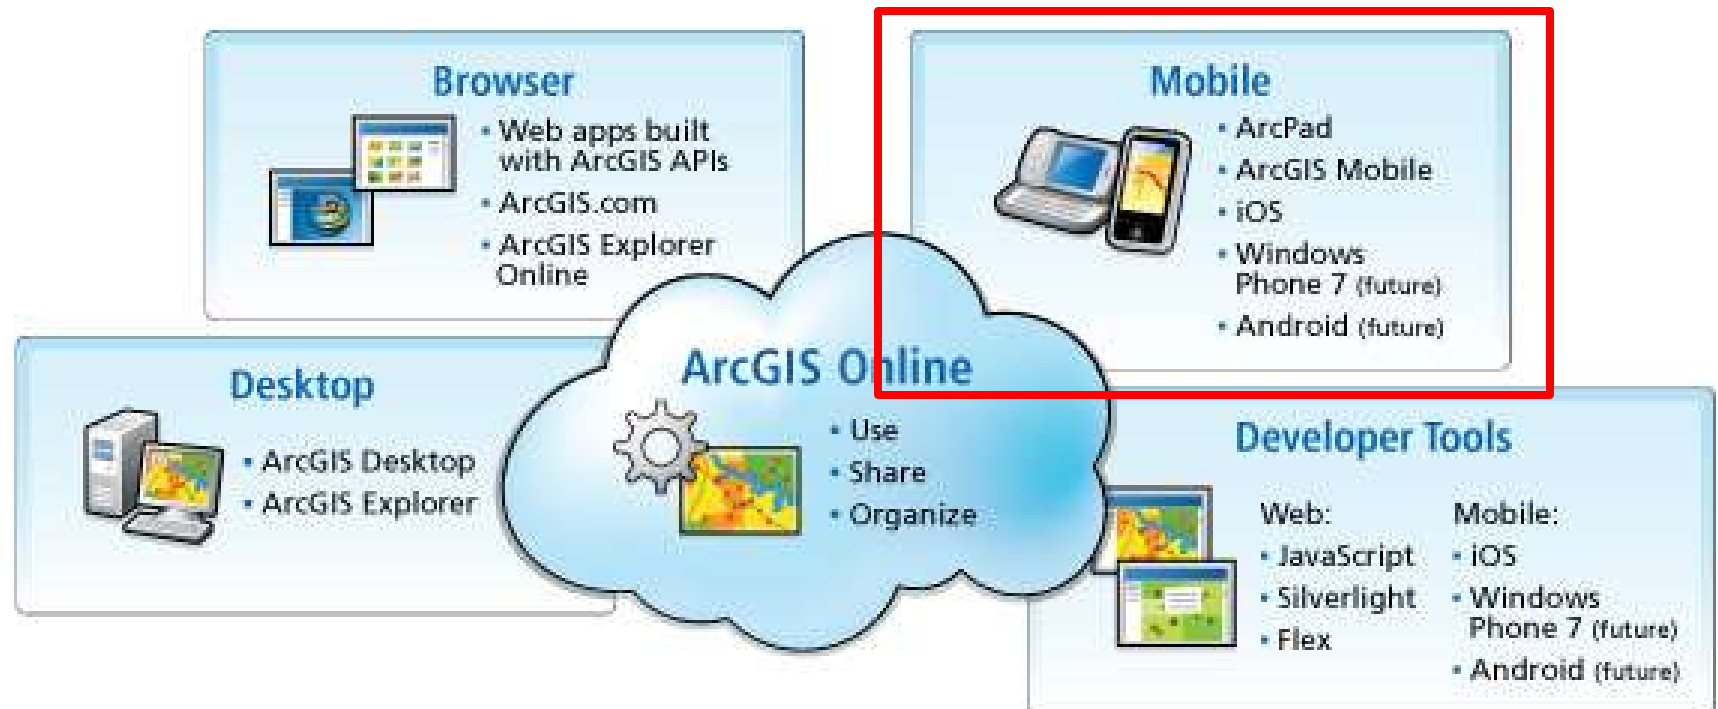 Browser
• Web apps built
with ArcGIS APIs
• ArcGIS.com
• ArcGIS Explorer
Online
Mobile
• ArcPad
• ArcGIS Mobile
• iOS
• Windows
Phone 7 (future)
• Android (future)
Desktop
• ArcGIS Desktop
• ArcGIS Explorer
ArcGIS Online
• Use
• Share
• Organize
Developer Tools
Web:
• JavaScript
• Silverlight
• Flex
Mobile:
• iOS
• Windows
Phone 7 (future)
• Android (future)